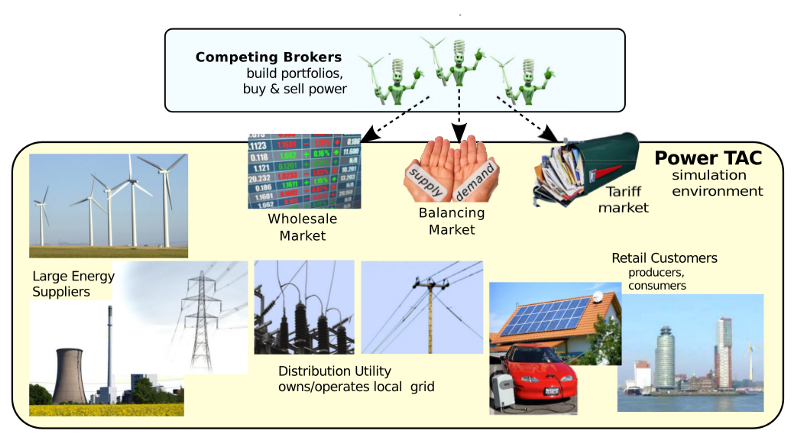 Competing Brokers
build portfolios,
buy & sell power
Power TAC
simulation
environment
supply
demand
Wholesale
Market
Balancing
Market
Tariff
market
Large Energy
Suppliers
Distribution Utility
owns/operates local grid
Retail Customers
producers,
consumers